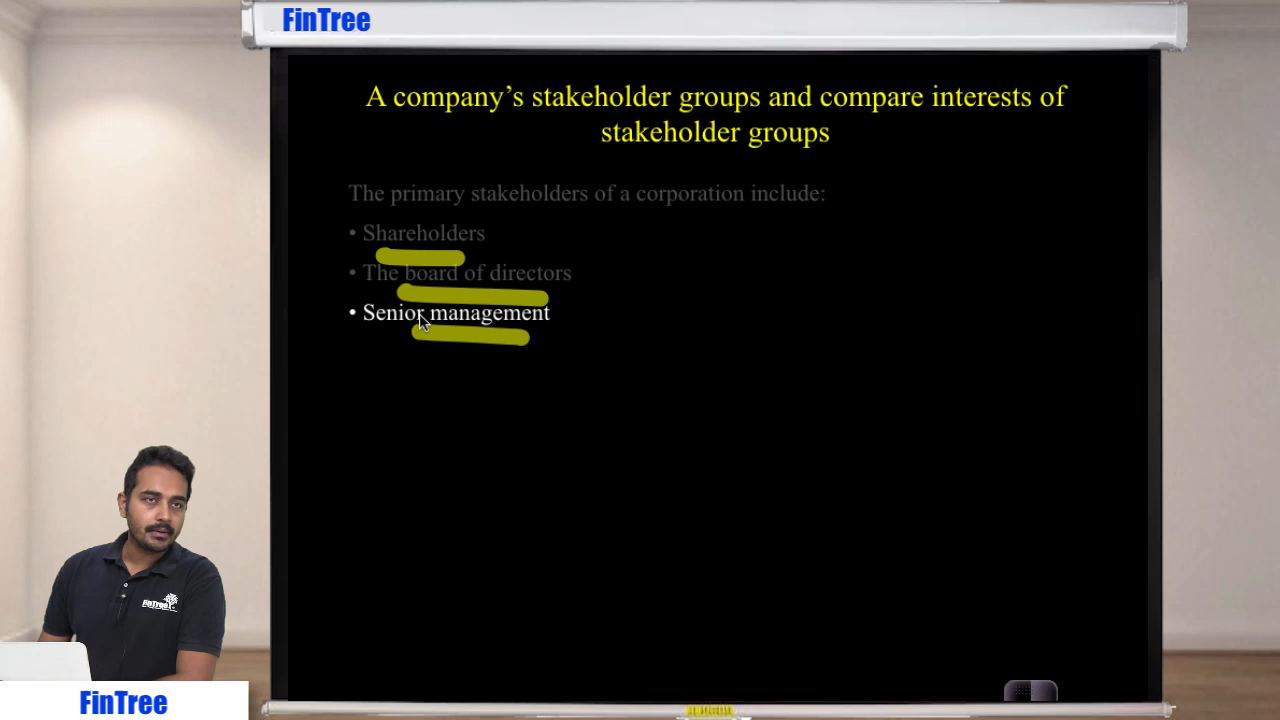 FinTree
A company's stakeholder groups and compare interests of
stakeholder groups
The primary stakeholders of a corporation include:
• Shareholders
• The board of directors
• Senior management
FinTree
FinTree